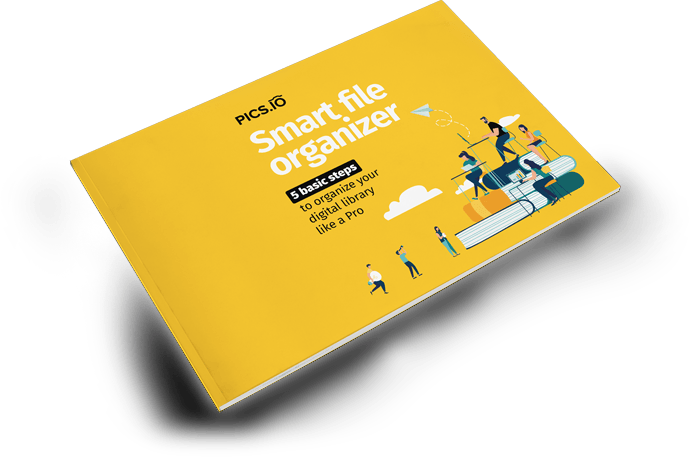 PICS.IO
Smart file
organizer
5 basic steps
to organize your
digital library
like a Pro